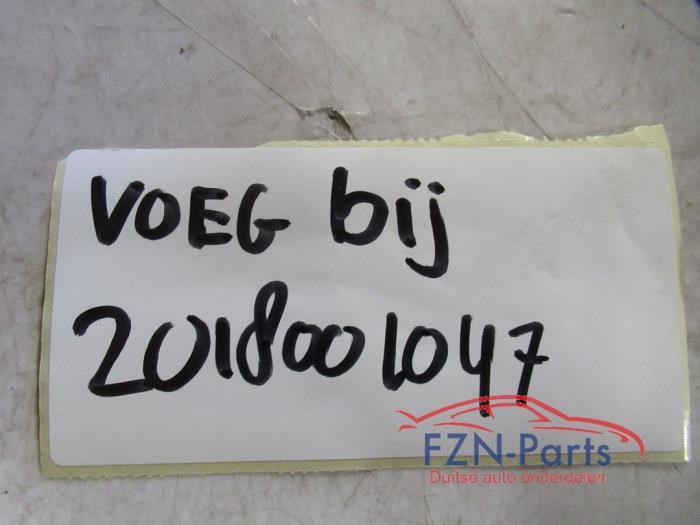 VOEG bij
2018001047
FZN-Parts
Duitse auto onderdelen